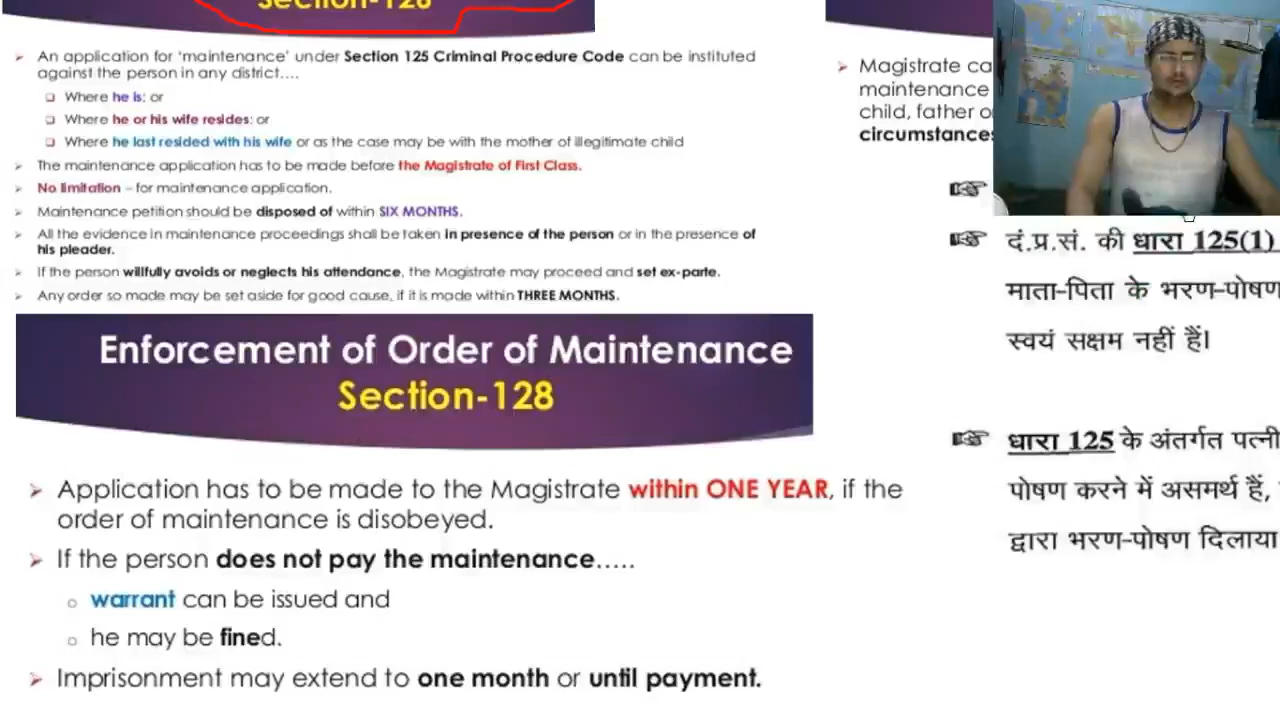 Section-126
An application for 'maintenance' under Section 125 Criminal Procedure Code can be instituted
against the person in any district....
Where he is; or
Where he or his wife resides; or
Where he last resided with his wife or as the case may be with the mother of illegitimate child
The maintenance application has to be made before the Magistrate of First Class.
No limitation – for maintenance application.
Maintenance petition should be disposed of within SIX MONTHS.
All the evidence in maintenance proceedings shall be taken in presence of the person or in the presence of
his pleader.
If the person willfully avoids or neglects his attendance, the Magistrate may proceed and set ex-parte.
Any order so made may be set aside for good cause, if it is made within THREE MONTHS.
Enforcement of Order of Maintenance
Section-128
Application has to be made to the Magistrate within ONE YEAR, if the
order of maintenance is disobeyed.
If the person does not pay the maintenance.....
warrant can be issued and
he may be fined.
Imprisonment may extend to one month or until payment.
Magistrate ca
maintenance
child, father o
circumstances
दं.प्र.सं. की धारा 125(1)
माता-पिता के भरण-पोषण
स्वयं सक्षम नहीं हैं।
धारा 125 के अंतर्गत पत्नी
पोषण करने में असमर्थ हैं,
द्वारा भरण-पोषण दिलाया